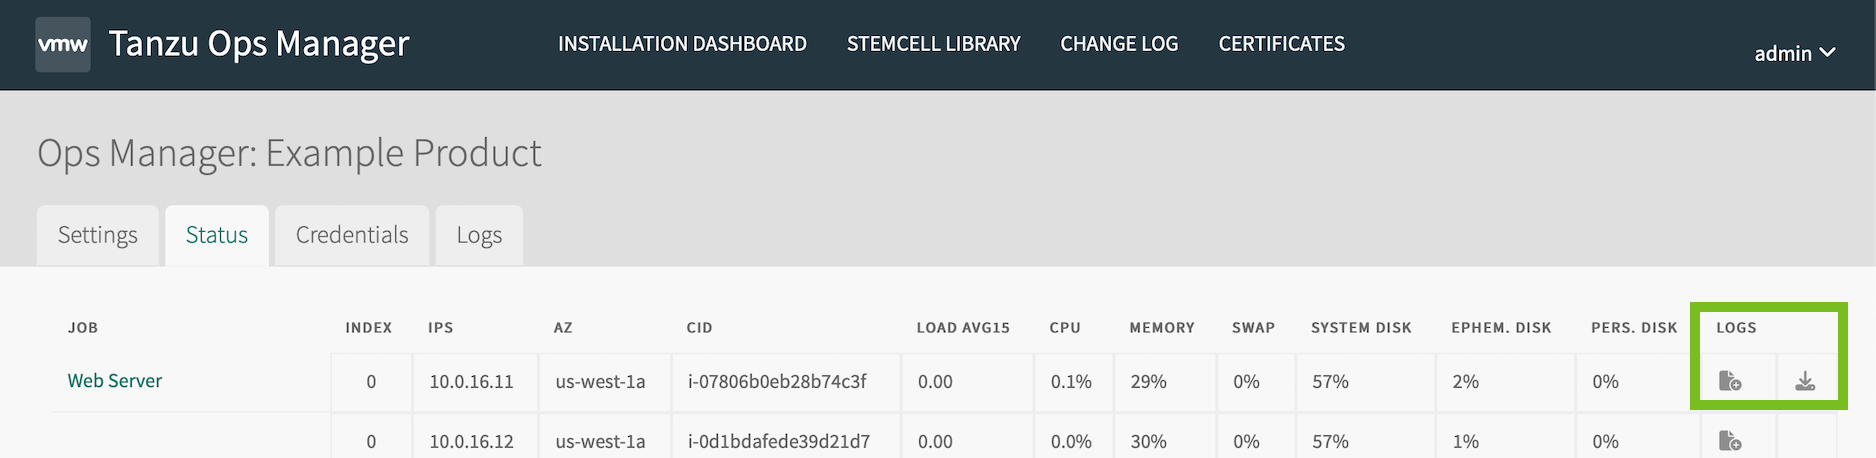 vmw Tanzu Ops Manager INSTALLATION DASHBOARD STEMCELL LIBRARY CHANGE LOG CERTIFICATES admin
Ops Manager: Example Product
Settings Status Credentials Logs
JOB INDEX IPS AZ CID LOAD AVG15 CPU MEMORY SWAP SYSTEM DISK EPHEM. DISK PERS. DISK LOGS
Web Server 0 10.0.16.11 us-west-1a i-07806b0eb28b74c3f 0.00 0.1% 29% 0% 57% 2% 0%
0 10.0.16.12 us-west-1a i-0d1bdafede39d21d7 0.00 0.0% 30% 0% 57% 1% 0%